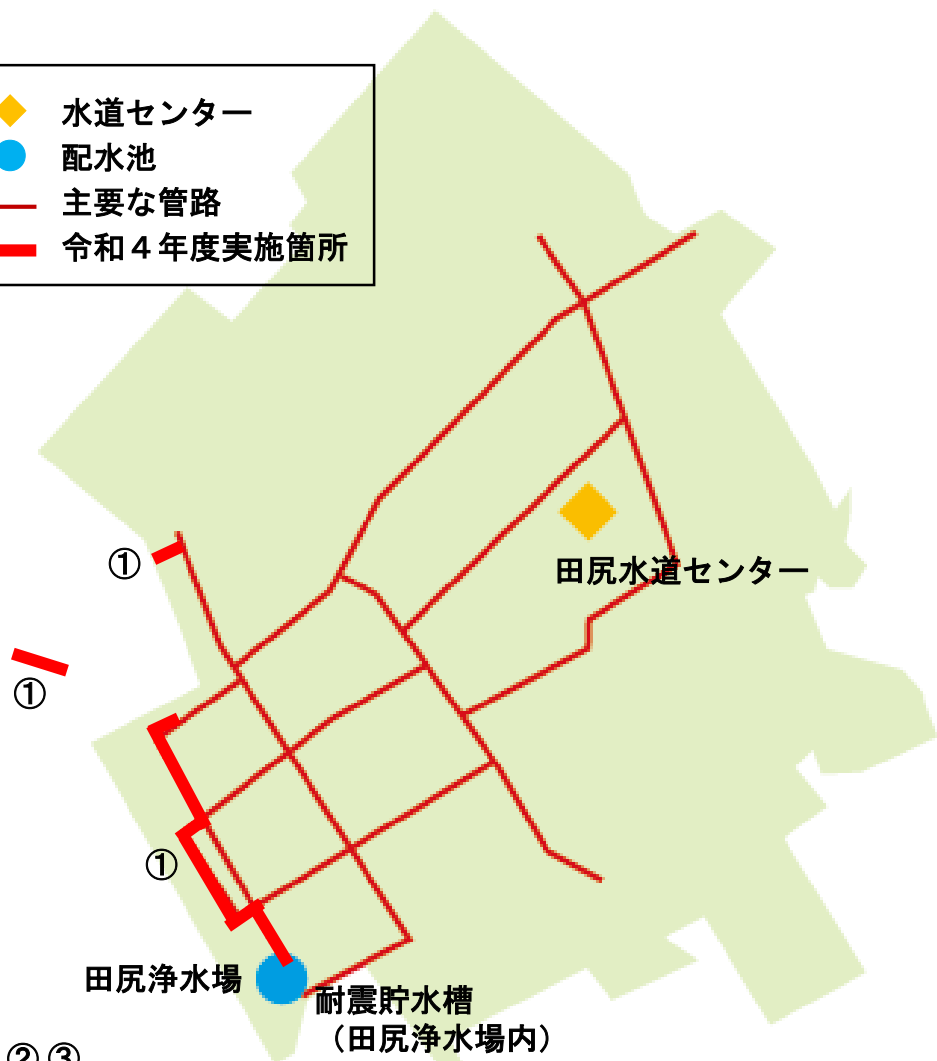 水道センター
配水池
主要な管路
令和４年度実施箇所
①
田尻水道センター
①
①
田尻浄水場
耐震貯水槽
（田尻浄水場内）
②③